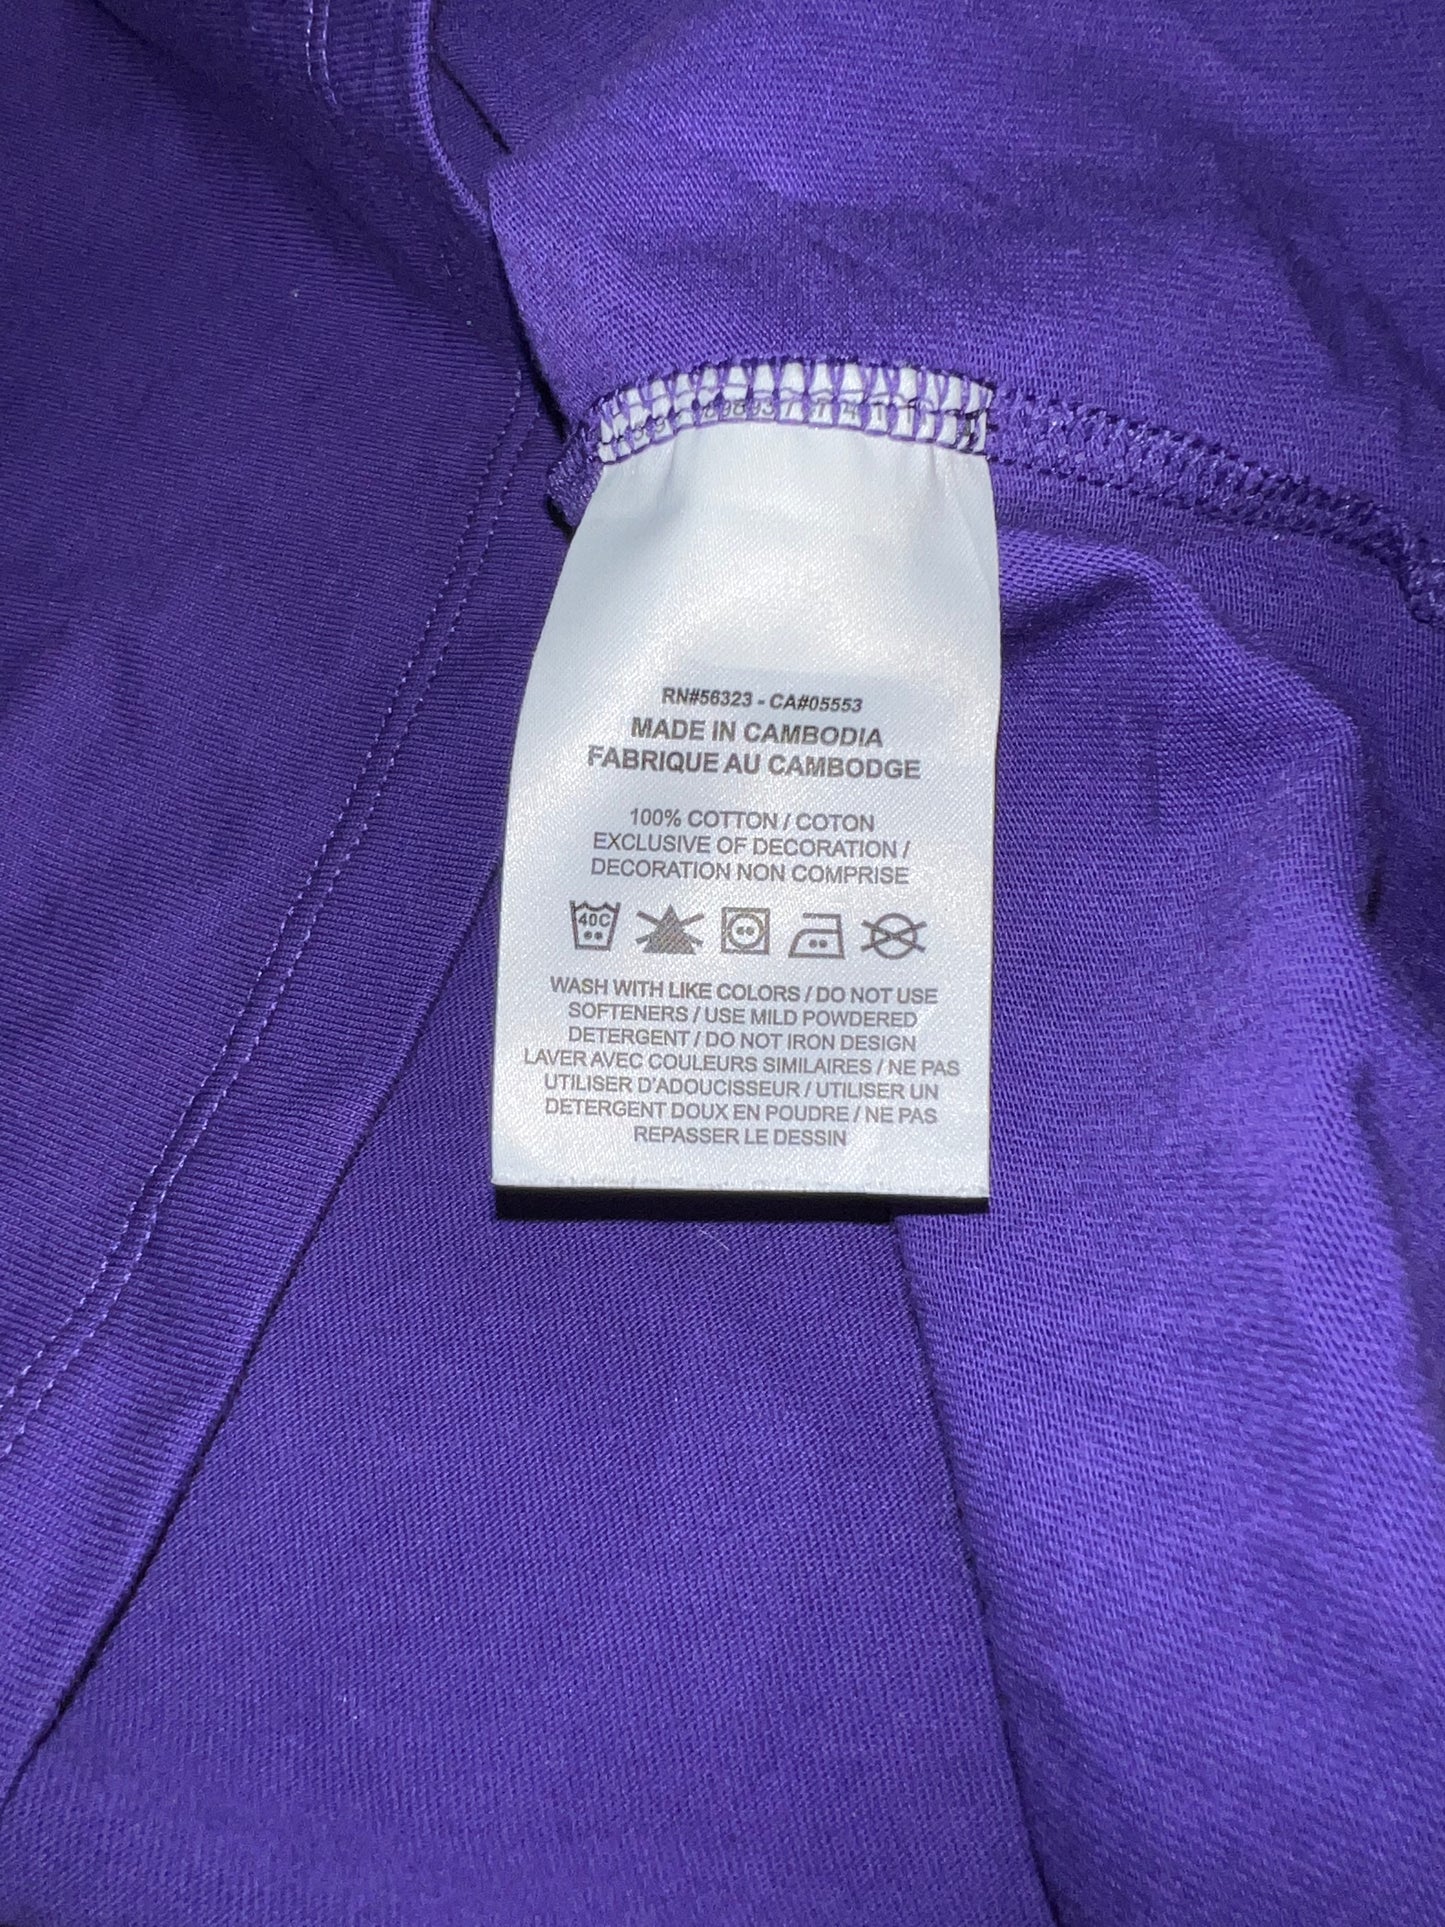 RN#56323 - CA#05553
MADE IN CAMBODIA
FABRIQUE AU CAMBODGE
100% COTTON / COTON
EXCLUSIVE OF DECORATION /
DECORATION NON COMPRISE
40C
WASH WITH LIKE COLORS / DO NOT USE
SOFTENERS / USE MILD POWDERED
DETERGENT / DO NOT IRON DESIGN
LAVER AVEC COULEURS SIMILAIRES / NE PAS
UTILISER D'ADOUCISSEUR / UTILISER UN
DETERGENT DOUX EN POUDRE / NE PAS
REPASSER LE DESSIN